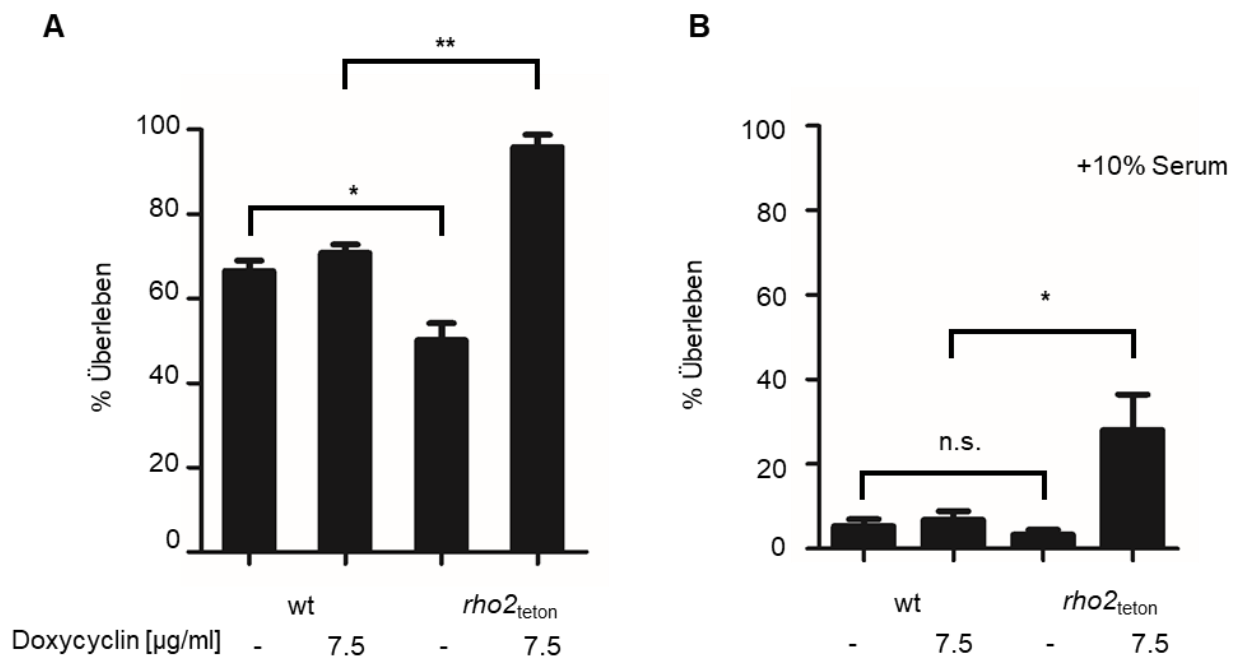 A
**
100
80
*
60
40
20
0
% Überleben
wt rho2teton
Doxycyclin [µg/ml] - 7.5 - 7.5
B
100
+10% Serum
80
60
*
40
n.s.
20
0
% Überleben
wt rho2teton
- 7.5 - 7.5